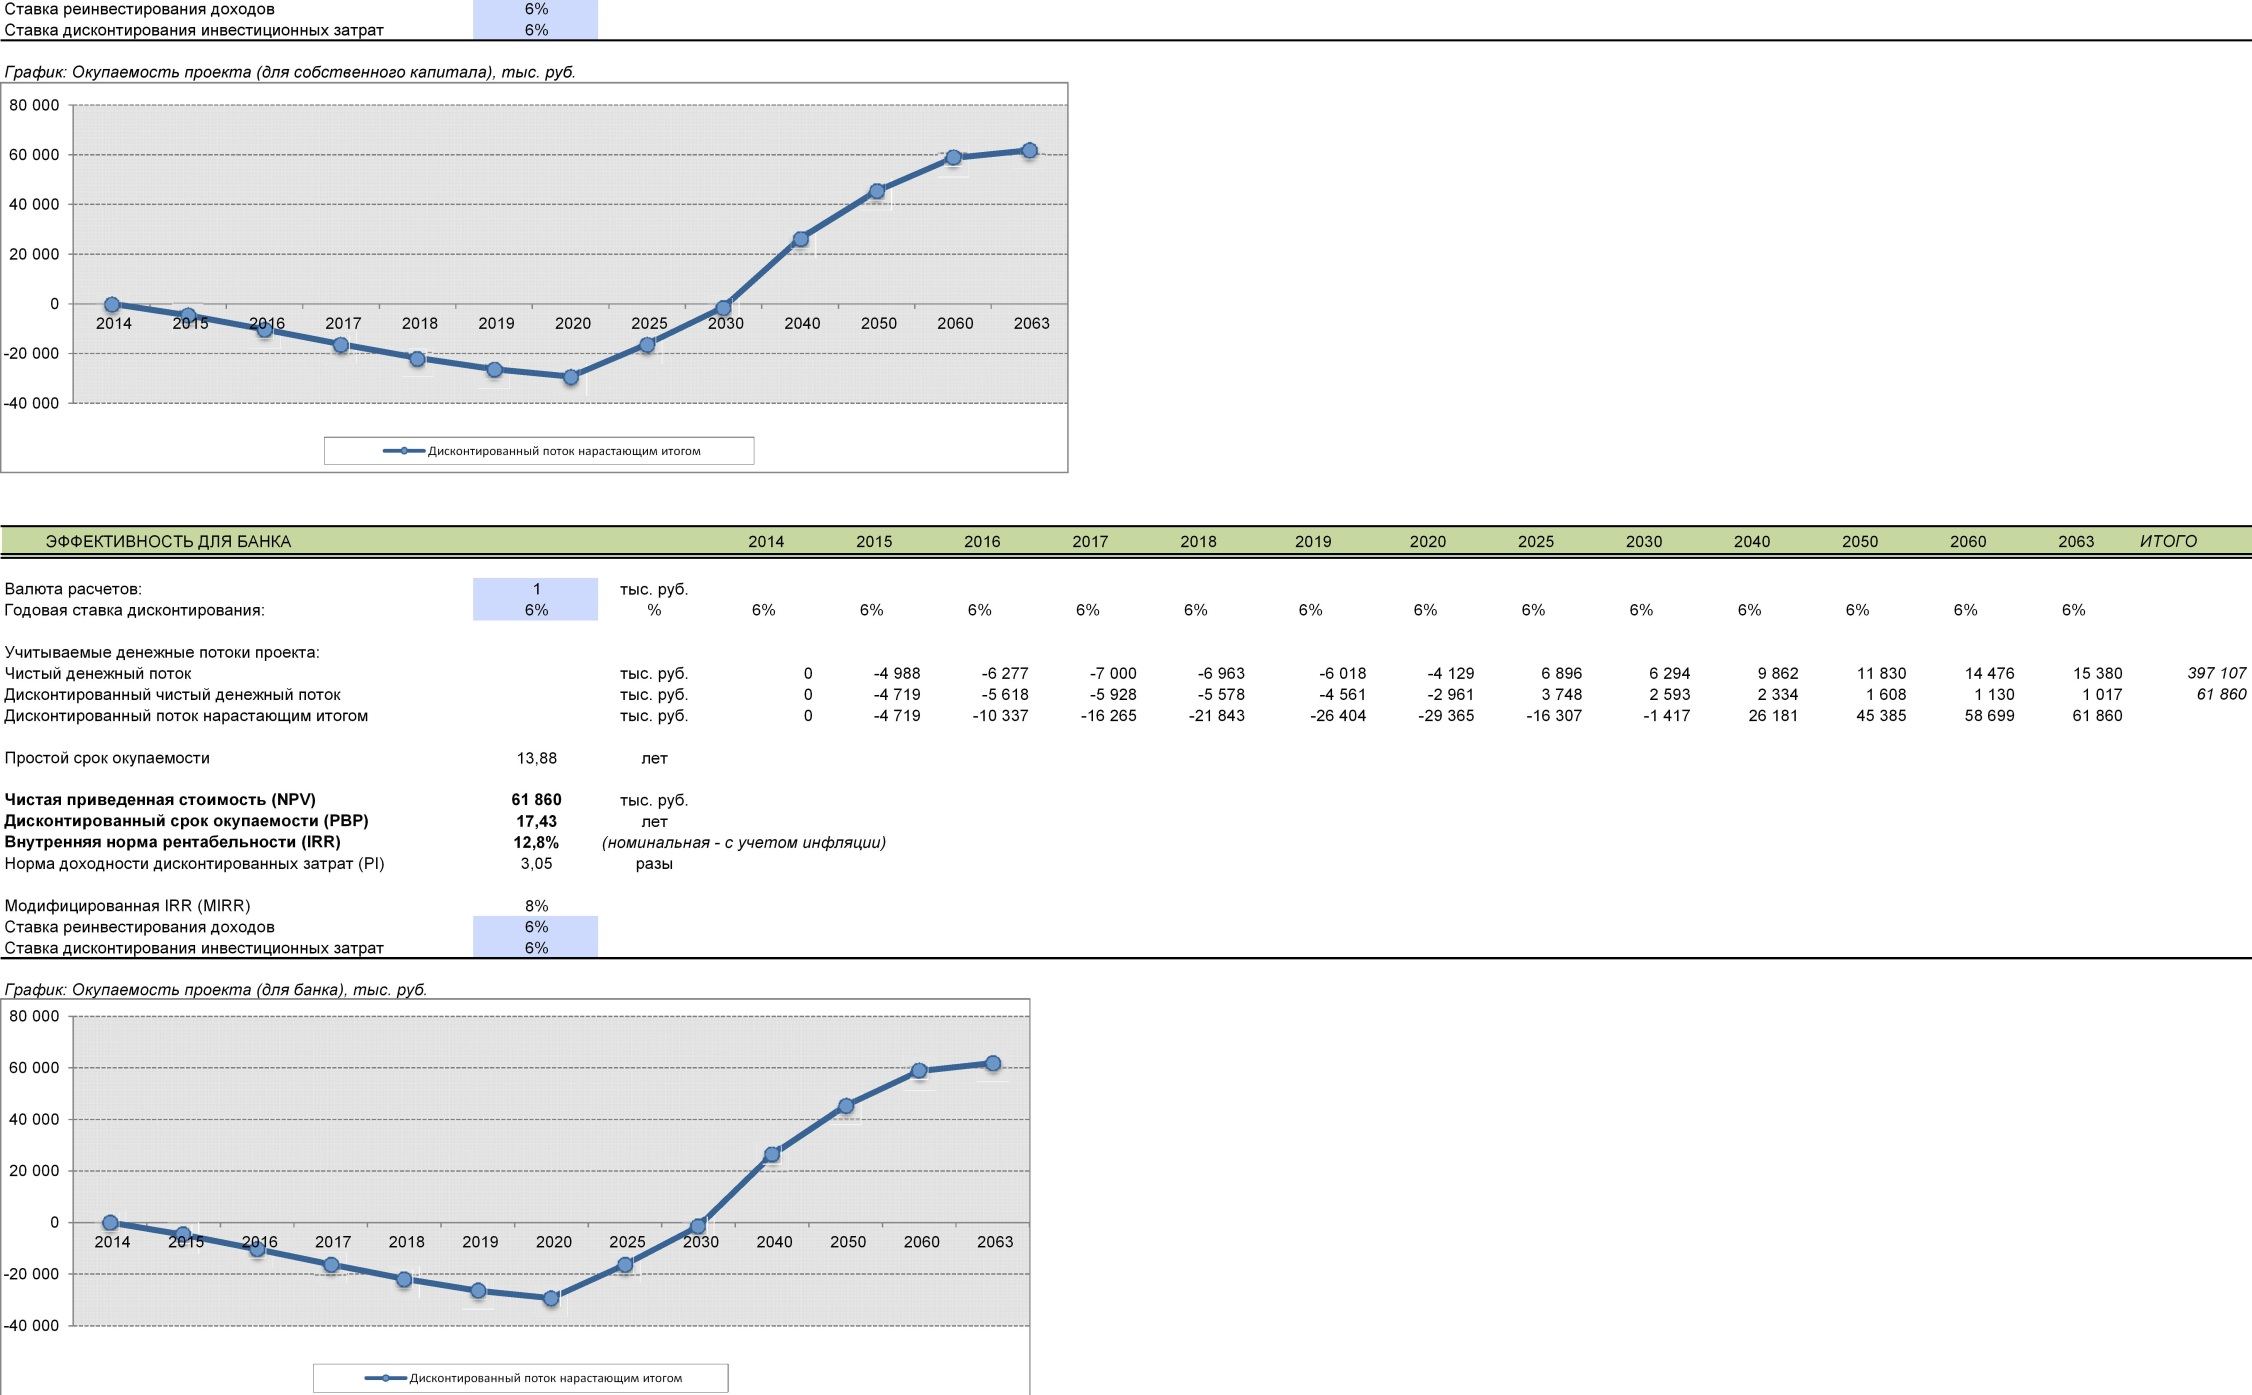 Ставка реинвестирования доходов 6%
Ставка дисконтирования инвестиционных затрат 6%
График: Окупаемость проекта (для собственного капитала), тыс. руб.
80 000
60 000
40 000
20 000
0
2014 2015 2016 2017 2018 2019 2020 2025 2030 2040 2050 2060 2063
-20 000
-40 000
Дисконтированный поток нарастающим итогом
ЭФФЕКТИВНОСТЬ ДЛЯ БАНКА 2014 2015 2016 2017 2018 2019 2020 2025 2030 2040 2050 2060 2063 ИТОГО
Валюта расчетов: 1 тыс. руб.
Годовая ставка дисконтирования: 6% % 6% 6% 6% 6% 6% 6% 6% 6% 6% 6% 6% 6% 6%
Учитываемые денежные потоки проекта:
Чистый денежный поток тыс. руб. 0 -4 988 -6 277 -7 000 -6 963 -6 018 -4 129 6 896 6 294 9 862 11 830 14 476 15 380 397 107
Дисконтированный чистый денежный поток тыс. руб. 0 -4 719 -5 618 -5 928 -5 578 -4 561 -2 961 3 748 2 593 2 334 1 608 1 130 1 017 61 860
Дисконтированный поток нарастающим итогом тыс. руб. 0 -4 719 -10 337 -16 265 -21 843 -26 404 -29 365 -16 307 -1 417 26 181 45 385 58 699 61 860
Простой срок окупаемости 13,88 лет
Чистая приведенная стоимость (NPV) 61 860 тыс. руб.
Дисконтированный срок окупаемости (PBP) 17,43 лет
Внутренняя норма рентабельности (IRR) 12,8% (номинальная - с учетом инфляции)
Норма доходности дисконтированных затрат (PI) 3,05 разы
Модифицированная IRR (MIRR) 8%
Ставка реинвестирования доходов 6%
Ставка дисконтирования инвестиционных затрат 6%
График: Окупаемость проекта (для банка), тыс. руб.
80 000
60 000
40 000
20 000
0
2014 2015 2016 2017 2018 2019 2020 2025 2030 2040 2050 2060 2063
-20 000
-40 000
Дисконтированный поток нарастающим итогом